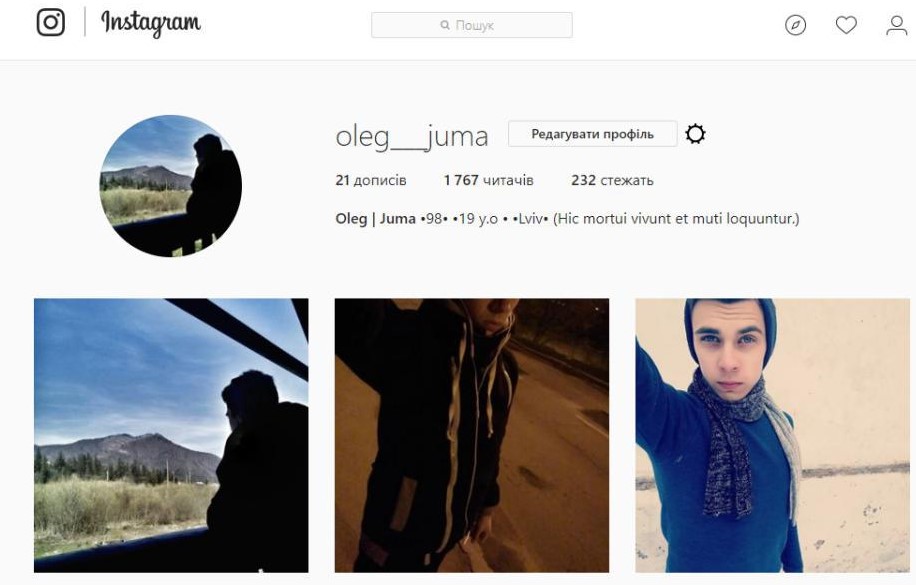 Instagram
Пошук
oleg___juma Редагувати профіль
21 дописів 1 767 читачів 232 стежать
Oleg | Juma •98• •19 y.o • •Lviv• (Hic mortui vivunt et muti loquuntur.)